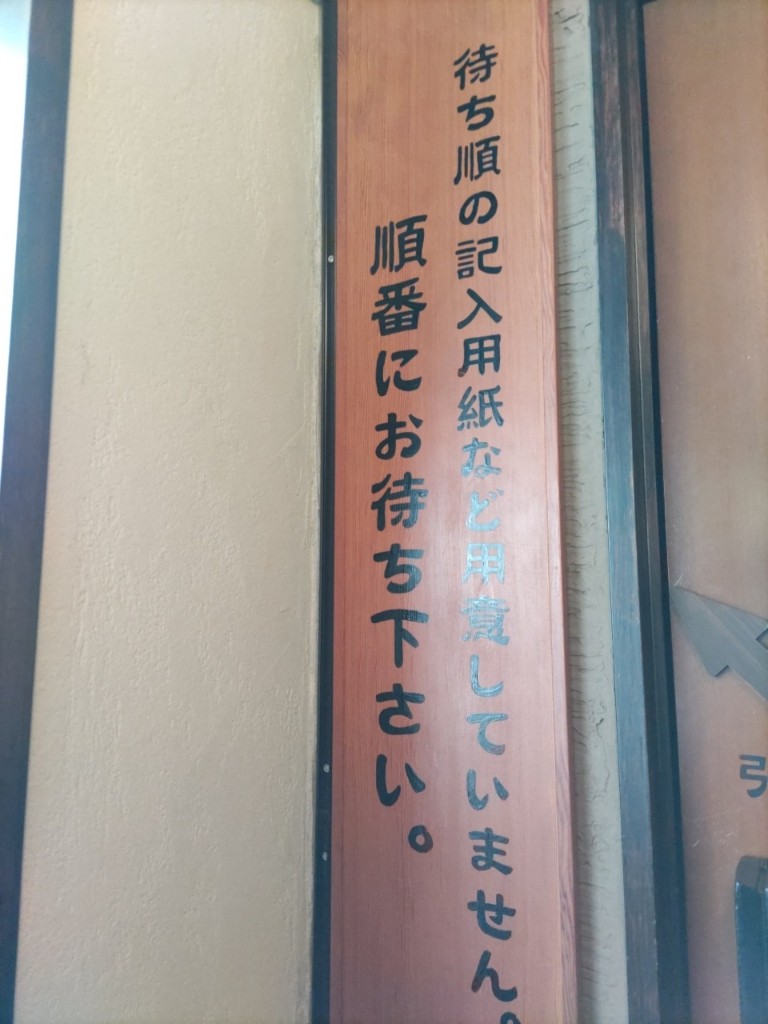 待ち順の記入用紙など用意していません。
順番にお待ち下さい。
引